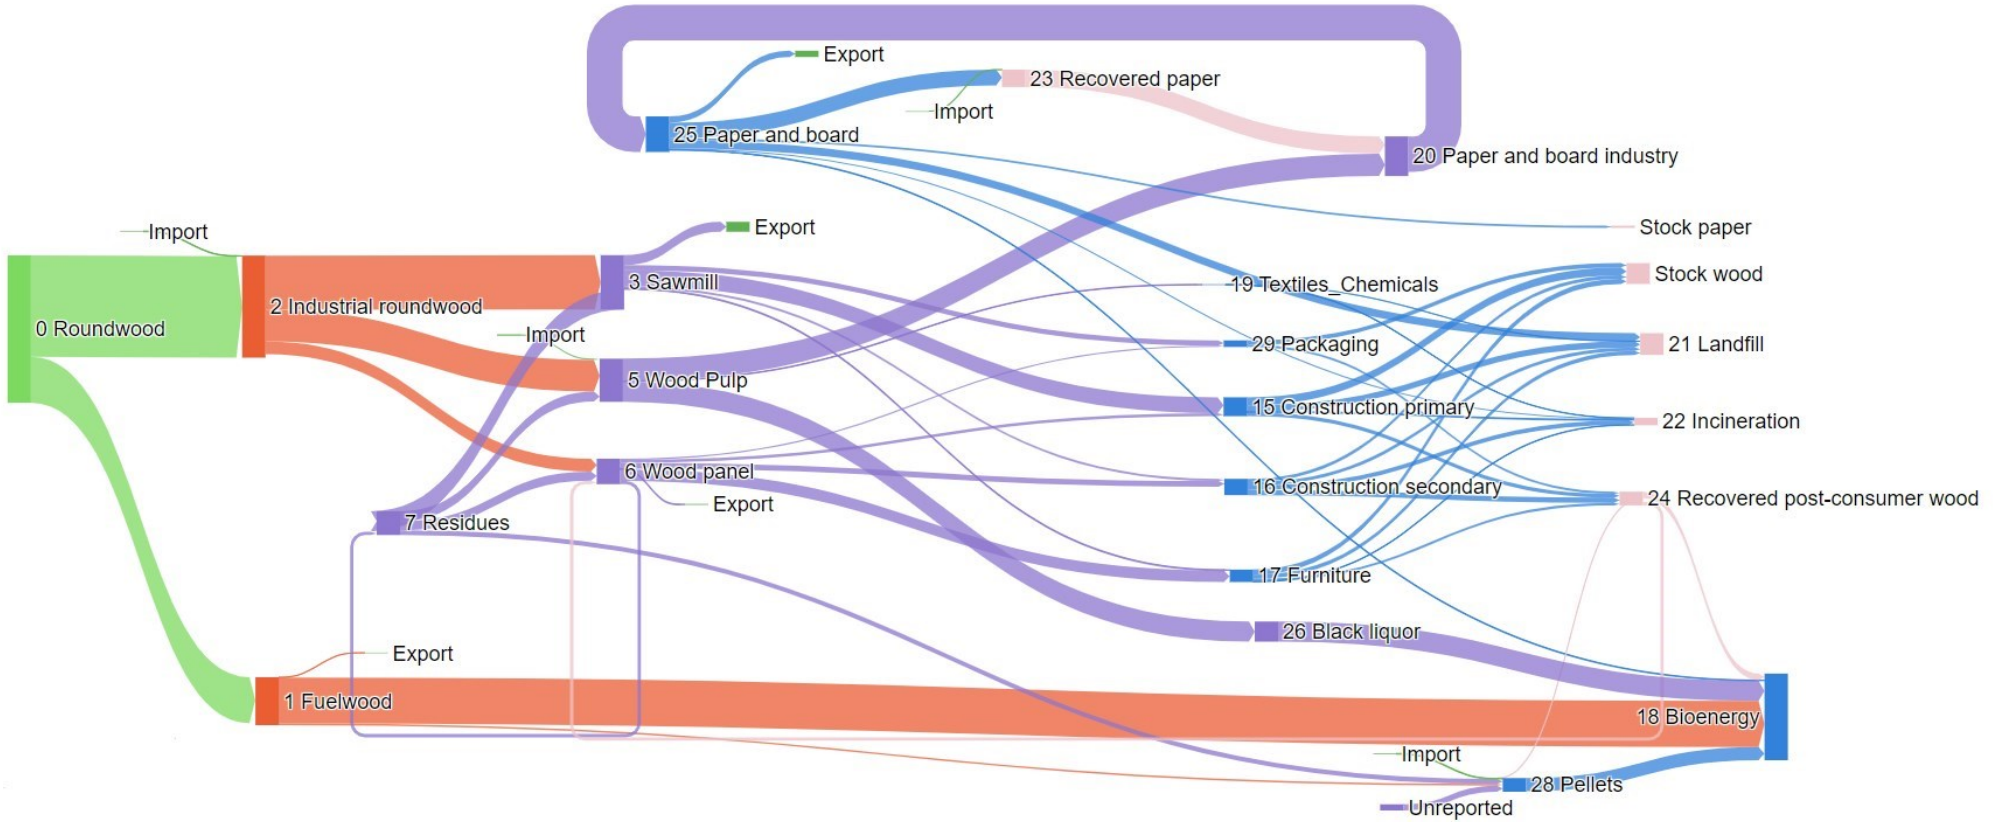 Export
23 Recovered paper
Import
25 Paper and board
20 Paper and board industry
Import
Export
Stock paper
3 Sawmill
Stock wood
19 Textiles_Chemicals
2 Industrial roundwood
0 Roundwood
Import
29 Packaging
21 Landfill
5 Wood Pulp
15 Construction primary
22 Incineration
6 Wood panel
16 Construction secondary
24 Recovered post-consumer wood
Export
7 Residues
17 Furniture
26 Black liquor
Export
1 Fuelwood
18 Bioenergy
Import
28 Pellets
Unreported